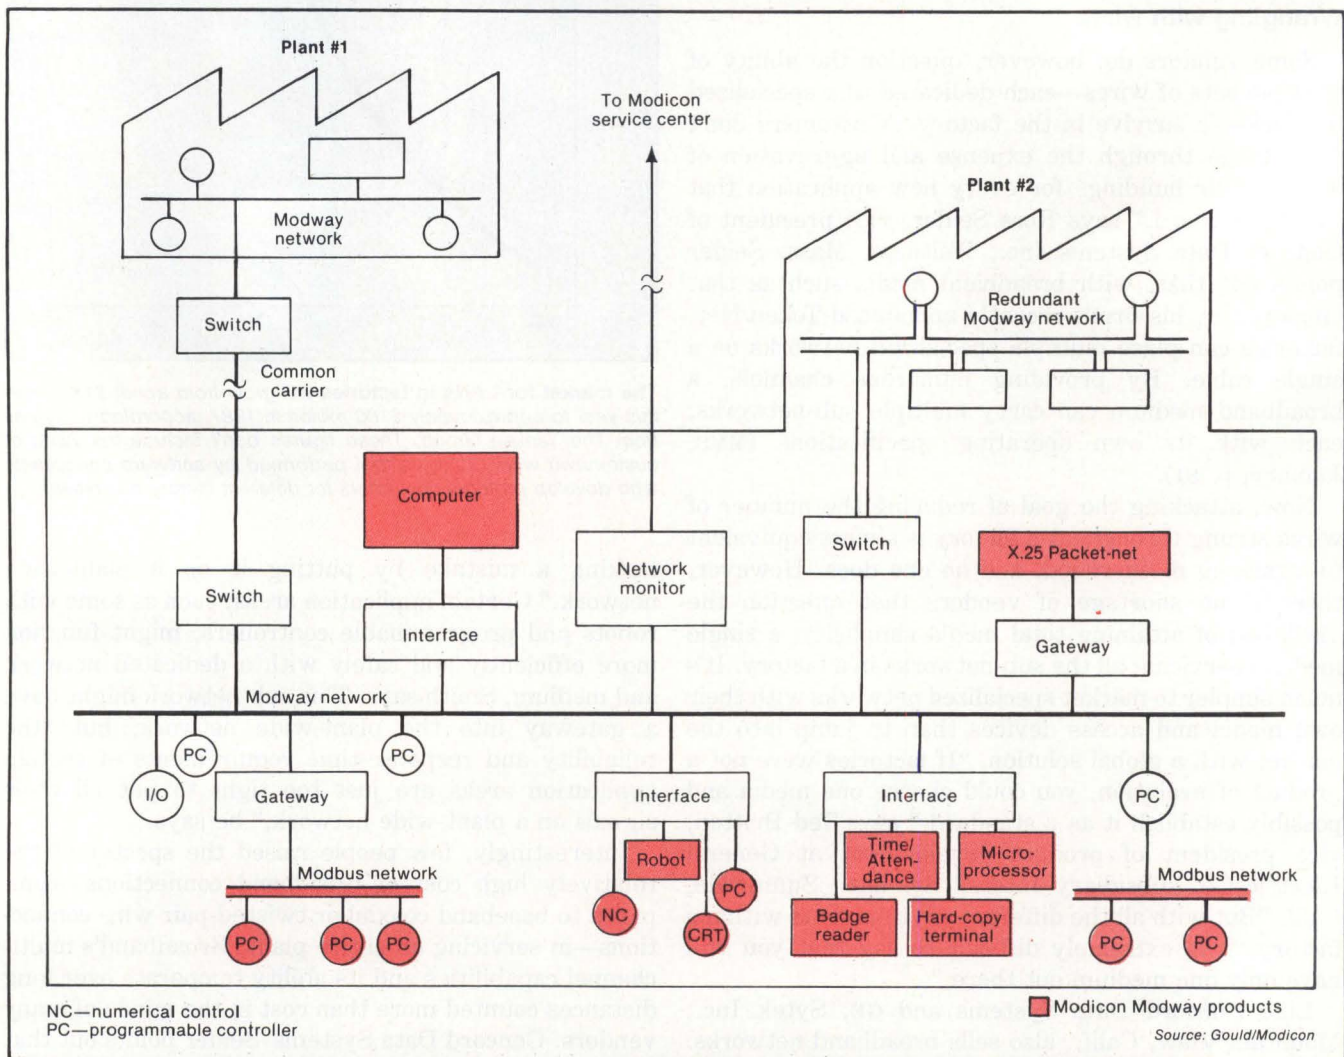 Plant #1
To Modicon
service center
Plant #2
Modway
network
Redundant
Modway network
Switch
Common
carrier
Computer
Switch
X.25 Packet-net
Network
monitor
Switch
Interface
Gateway
Modway network
PC
PC
I/O
Gateway
Interface
Interface
PC
Robot
Time/
Atten-
dance
Micro-
processor
Modbus network
Modbus network
NC
PC
CRT
Badge
reader
Hard-copy
terminal
PC
PC
PC
PC
PC
NC—numerical control
PC—programmable controller
Modicon Modway products
Source: Gould/Modicon